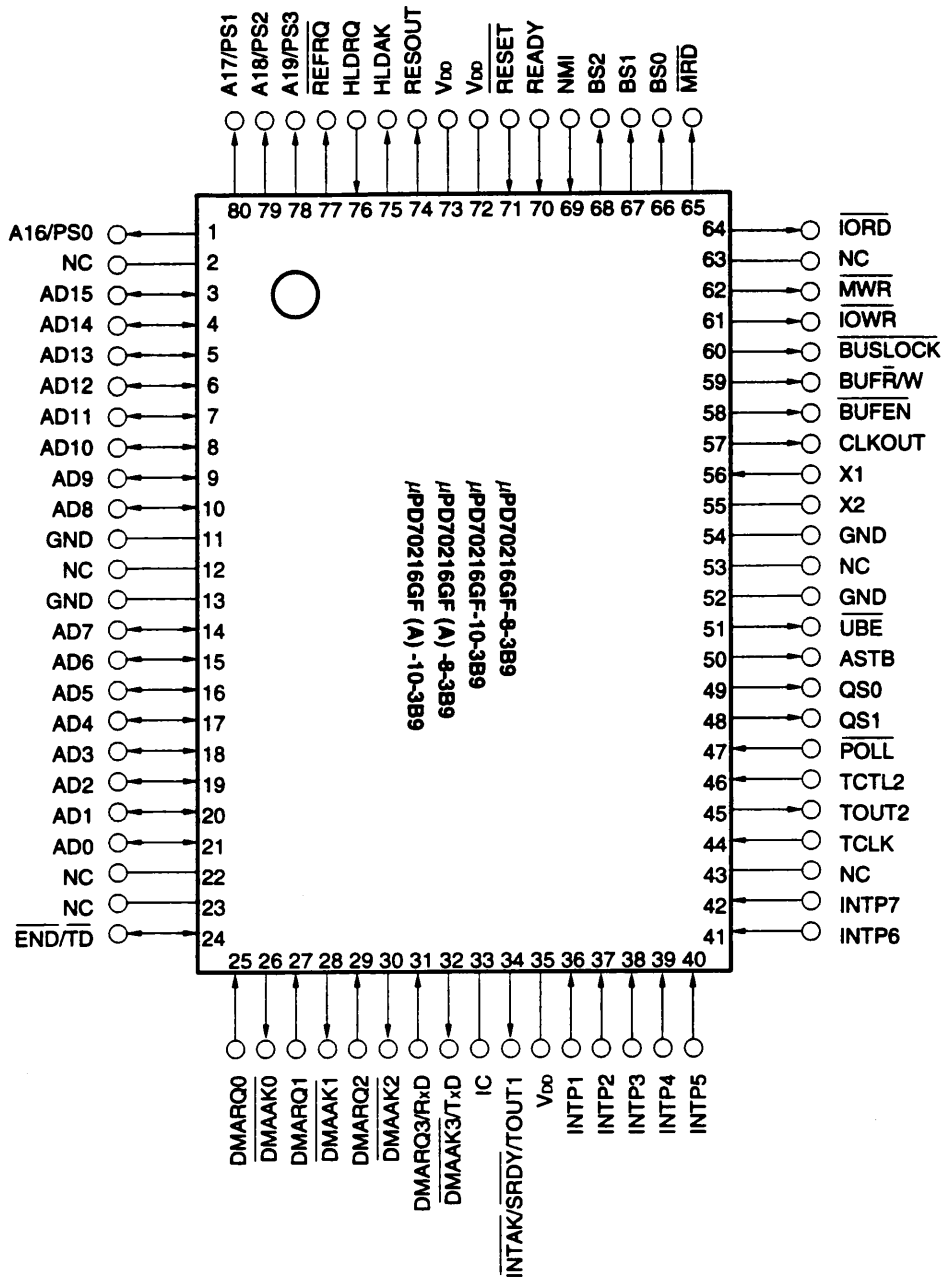 A17/PS1
A18/PS2
A19/PS3
REFRQ
HLDRQ
HLDAK
RESOUT
VDD
VDD
RESET
READY
NMI
BS2
BS1
BS0
MRD
80 79 78 77 76 75 74 73 72 71 70 69 68 67 66 65
A16/PS0 1
NC 2
AD15 3
AD14 4
AD13 5
AD12 6
AD11 7
AD10 8
AD9 9
AD8 10
GND 11
NC 12
GND 13
AD7 14
AD6 15
AD5 16
AD4 17
AD3 18
AD2 19
AD1 20
AD0 21
NC 22
NC 23
END/TD 24
μPD70216GF-8-3B9
μPD70216GF-10-3B9
μPD70216GF (A) -8-3B9
μPD70216GF (A) -10-3B9
64 IORD
63 NC
62 MWR
61 IOWR
60 BUSLOCK
59 BUFR/W
58 BUFEN
57 CLKOUT
56 X1
55 X2
54 GND
53 NC
52 GND
51 UBE
50 ASTB
49 QS0
48 QS1
47 POLL
46 TCTL2
45 TOUT2
44 TCLK
43 NC
42 INTP7
41 INTP6
25 26 27 28 29 30 31 32 33 34 35 36 37 38 39 40
DMARQ0
DMAAK0
DMARQ1
DMAAK1
DMARQ2
DMAAK2
DMARQ3/RxD
DMAAK3/TxD
IC
INTAK/SRDY/TOUT1
VDD
INTP1
INTP2
INTP3
INTP4
INTP5